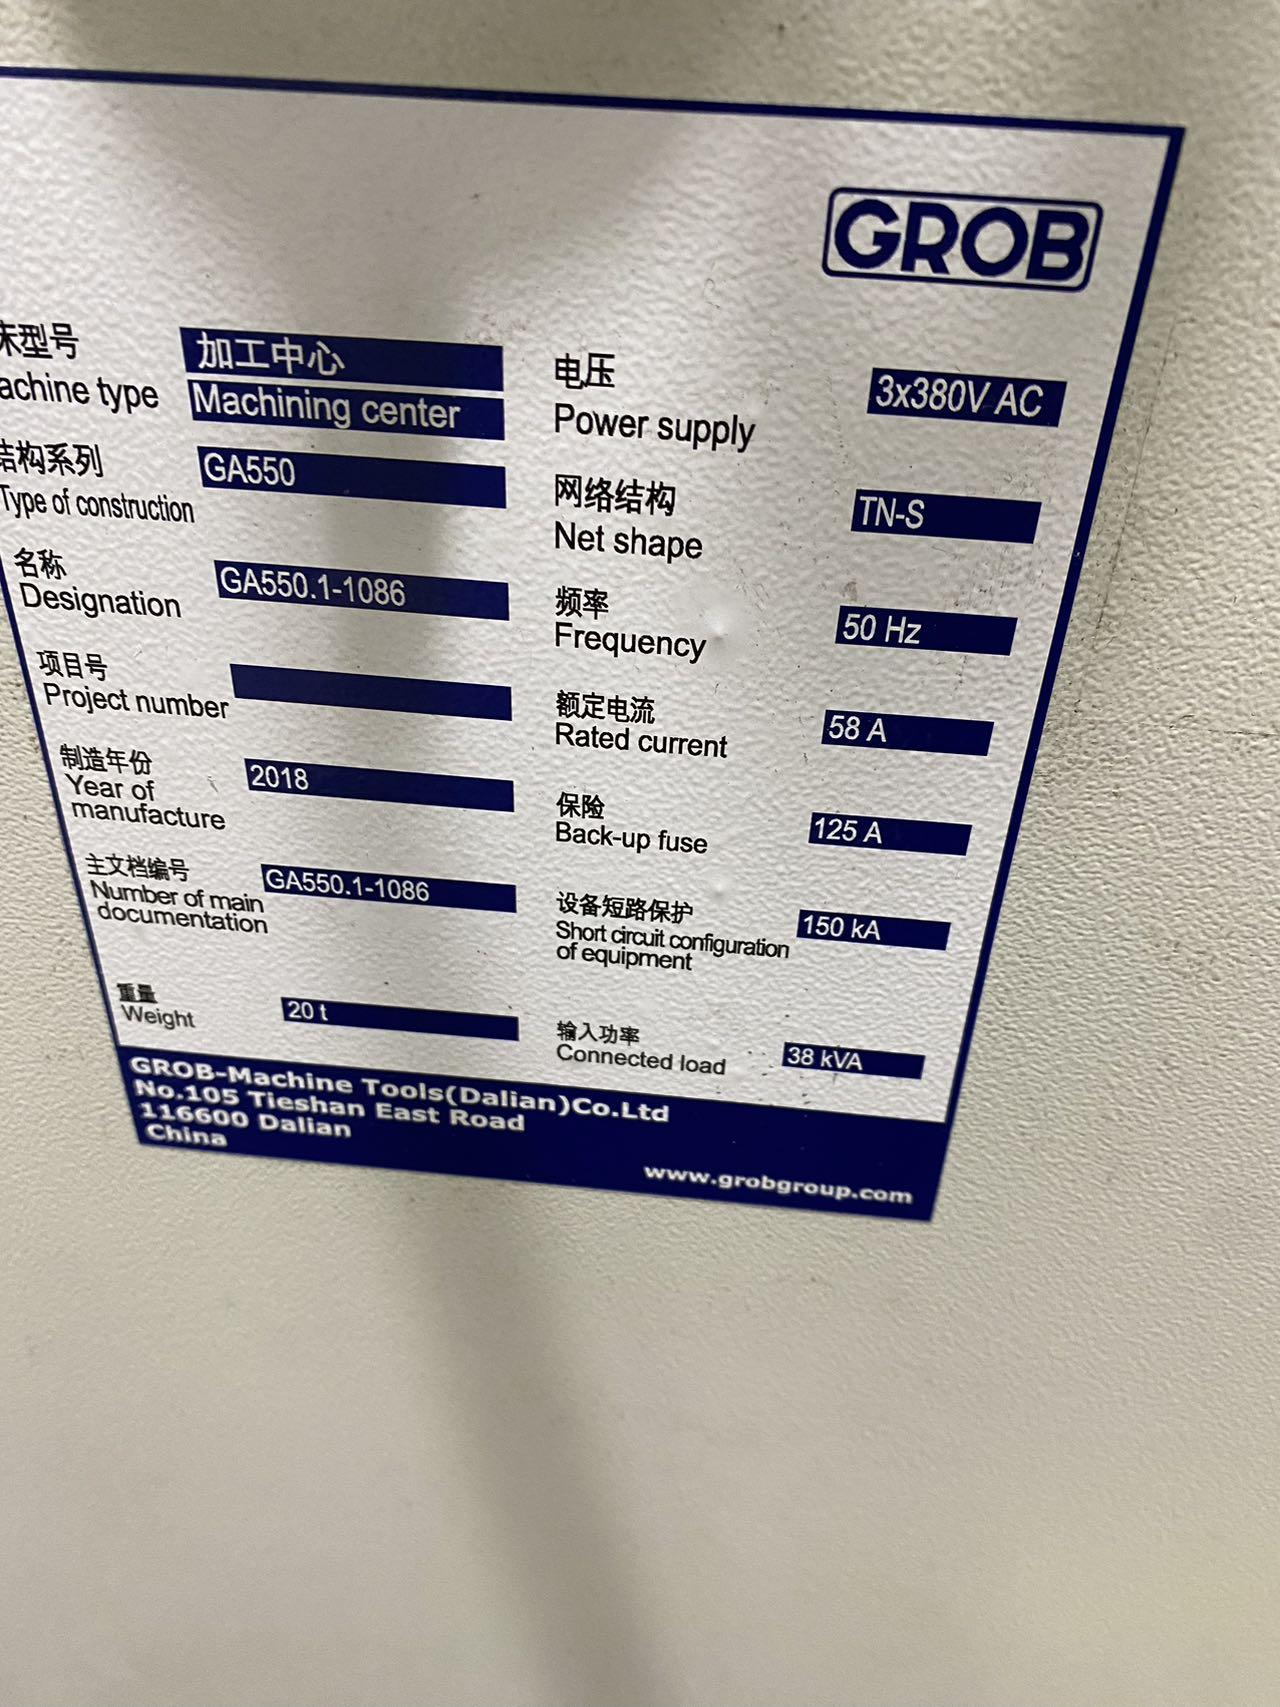 GROB
床型号
achine type
加工中心
Machining center
结构系列
Type of construction
GA550
名称
Designation
GA550.1-1086
项目号
Project number
制造年份
Year of
manufacture
2018
主文档编号
Number of main
documentation
GA550.1-1086
重量
Weight
20 t
电压
Power supply
3x380V AC
网络结构
Net shape
TN-S
频率
Frequency
50 Hz
额定电流
Rated current
58 A
保险
Back-up fuse
125 A
设备短路保护
Short circuit configuration
of equipment
150 kA
输入功率
Connected load
38 kVA
GROB-Machine Tools(Dalian)Co.Ltd
No.105 Tieshan East Road
116600 Dalian
China
www.grobgroup.com